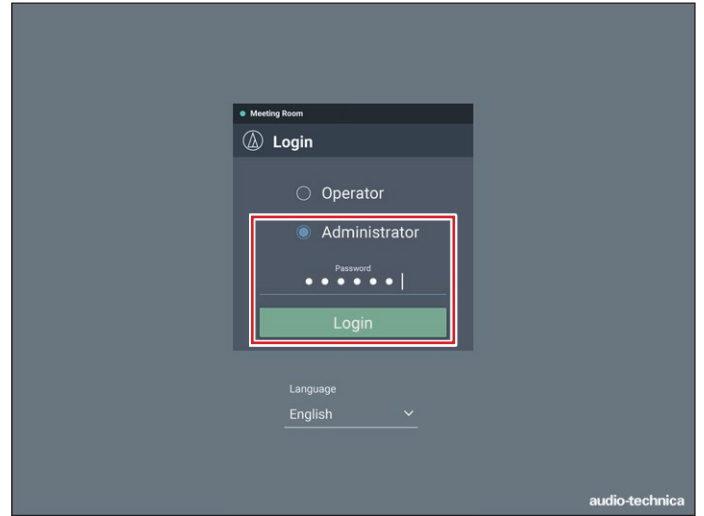 Meeting Room
Login
Operator
Administrator
Password
Login
Language
English
audio-technica